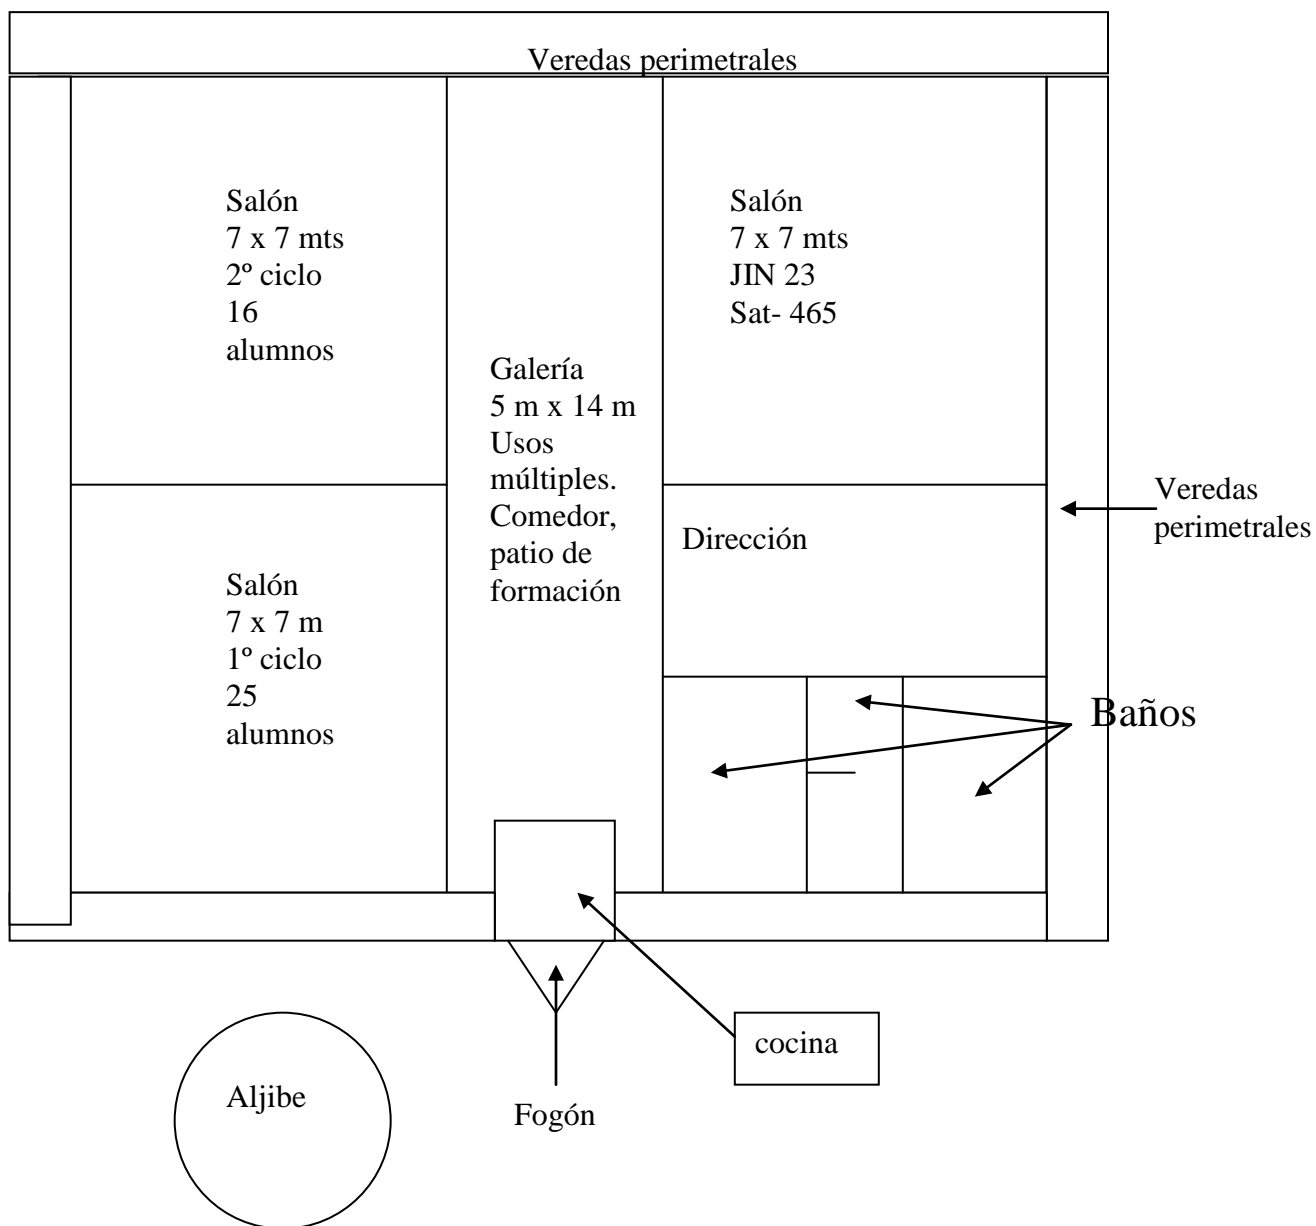 Veredas perimetrales
Salón
7 x 7 mts
2º ciclo
16
alumnos
Salón
7 x 7 mts
JIN 23
Sat- 465
Galería
5 m x 14 m
Usos
múltiples.
Comedor,
patio de
formación
Veredas
perimetrales
Dirección
Salón
7 x 7 m
1º ciclo
25
alumnos
Baños
cocina
Aljibe
Fogón